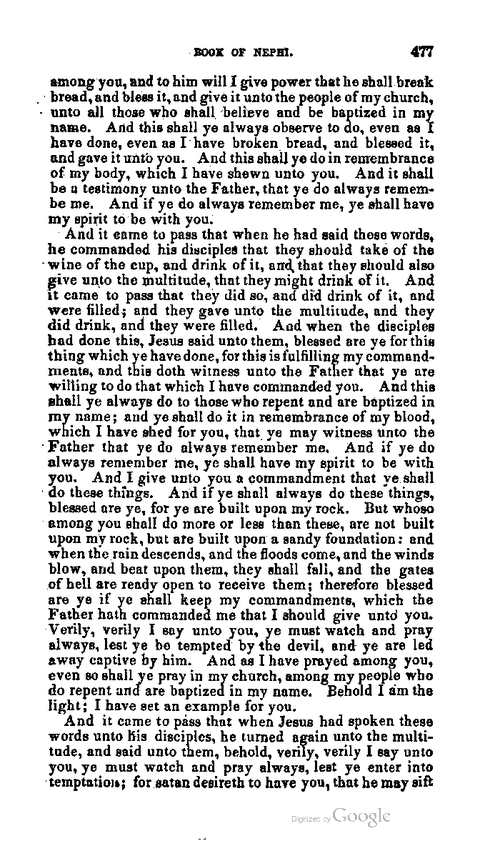 BOOK OF NEPHI. 477
among you, and to him will I give power that he shall break
bread, and bless it, and give it unto the people of my church,
unto all those who shall believe and be baptized in my
name. And this shall ye always observe to do, even as I
have done, even as I have broken bread, and blessed it,
and gave it unto you. And this shall ye do in remembrance
of my body, which I have shewn unto you. And it shall
be a testimony unto the Father, that ye do always remem-
be me. And if ye do always remember me, ye shall have
my spirit to be with you.
And it came to pass that when he had said these words,
he commanded his disciples that they should take of the
wine of the cup, and drink of it, and that they should also
give unto the multitude, that they might drink of it. And
it came to pass that they did so, and did drink of it, and
were filled; and they gave unto the multitude, and they
did drink, and they were filled. And when the disciples
had done this, Jesus said unto them, blessed are ye for this
thing which ye have done, for this is fulfilling my command-
ments, and this doth witness unto the Father that ye are
willing to do that which I have commanded you. And this
shall ye always do to those who repent and are baptized in
my name; and ye shall do it in remembrance of my blood,
which I have shed for you, that ye may witness unto the
Father that ye do always remember me. And if ye do
always remember me, ye shall have my spirit to be with
you. And I give unto you a commandment that ye shall
do these things. And if ye shall always do these things,
blessed are ye, for ye are built upon my rock. But whoso
among you shall do more or less than these, are not built
upon my rock, but are built upon a sandy foundation: and
when the rain descends, and the floods come, and the winds
blow, and beat upon them, they shall fall, and the gates
of hell are ready open to receive them; therefore blessed
are ye if ye shall keep my commandments, which the
Father hath commanded me that I should give unto you.
Verily, verily I say unto you, ye must watch and pray
always, lest ye be tempted by the devil, and ye are led
away captive by him. And as I have prayed among you,
even so shall ye pray in my church, among my people who
do repent and are baptized in my name. Behold I am the
light; I have set an example for you.
And it came to pass that when Jesus had spoken these
words unto his disciples, he turned again unto the multi-
tude, and said unto them, behold, verily, verily I say unto
you, ye must watch and pray always, lest ye enter into
temptation; for satan desireth to have you, that he may sift
Digitized by Google